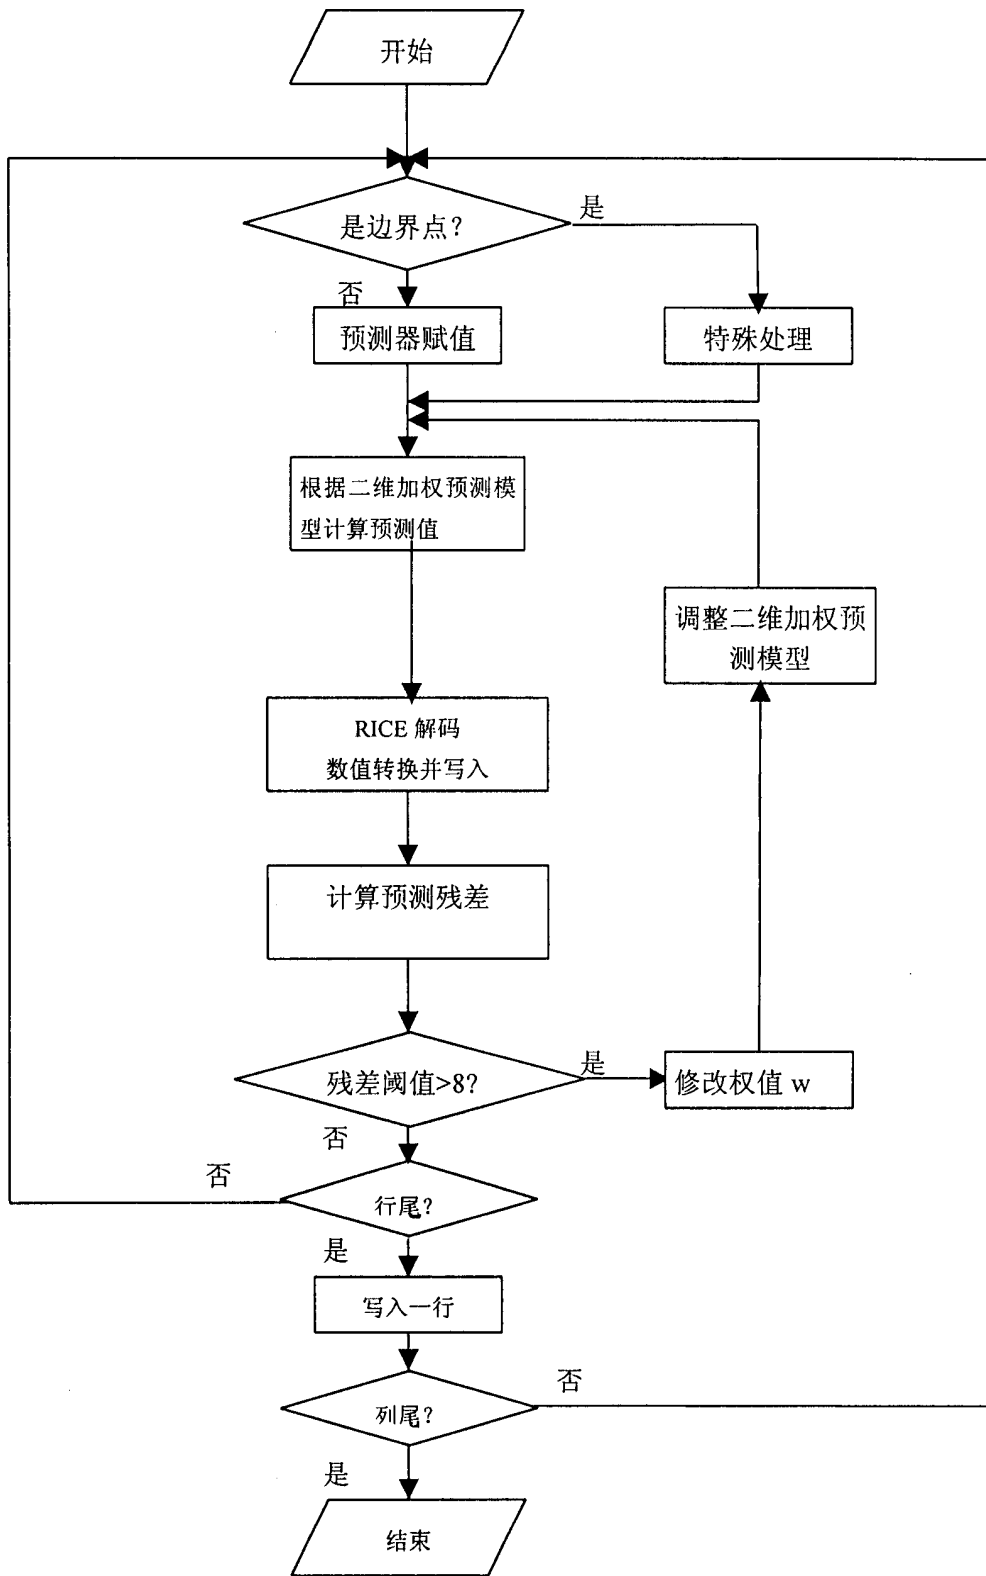 开始
是边界点?
是
否
预测器赋值
特殊处理
根据二维加权预测模
型计算预测值
调整二维加权预
测模型
RICE 解码
数值转换并写入
计算预测残差
残差阈值>8?
是
修改权值 w
否
否
行尾?
是
写入一行
否
列尾?
是
结束